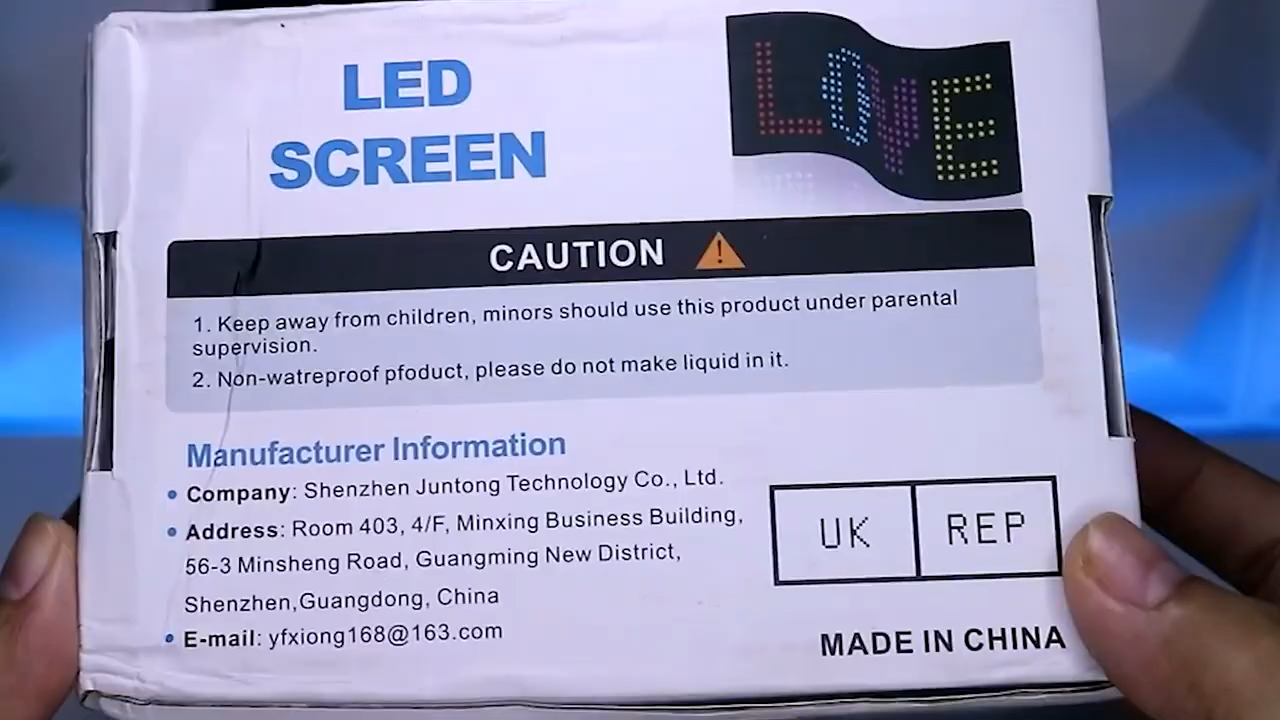 LED
SCREEN
LOVE
CAUTION
1. Keep away from children, minors should use this product under parental
supervision.
2. Non-watreproof pfoduct, please do not make liquid in it.
Manufacturer Information
• Company: Shenzhen Juntong Technology Co., Ltd.
• Address: Room 403, 4/F, Minxing Business Building,
56-3 Minsheng Road, Guangming New District,
Shenzhen,Guangdong, China
• E-mail: yfxiong168@163.com
UK REP
MADE IN CHINA